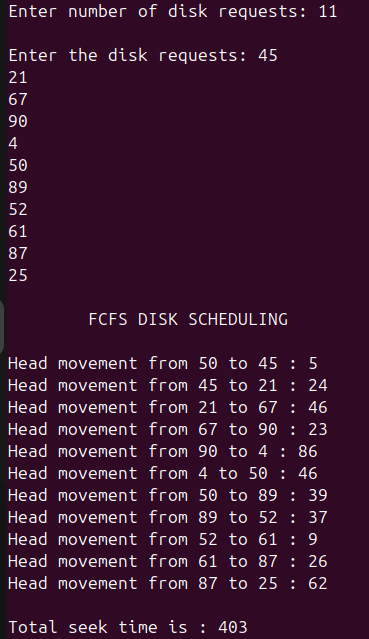 Enter number of disk requests: 11
Enter the disk requests: 45
21
67
90
4
50
89
52
61
87
25
FCFS DISK SCHEDULING
Head movement from 50 to 45 : 5
Head movement from 45 to 21 : 24
Head movement from 21 to 67 : 46
Head movement from 67 to 90 : 23
Head movement from 90 to 4 : 86
Head movement from 4 to 50 : 46
Head movement from 50 to 89 : 39
Head movement from 89 to 52 : 37
Head movement from 52 to 61 : 9
Head movement from 61 to 87 : 26
Head movement from 87 to 25 : 62
Total seek time is : 403